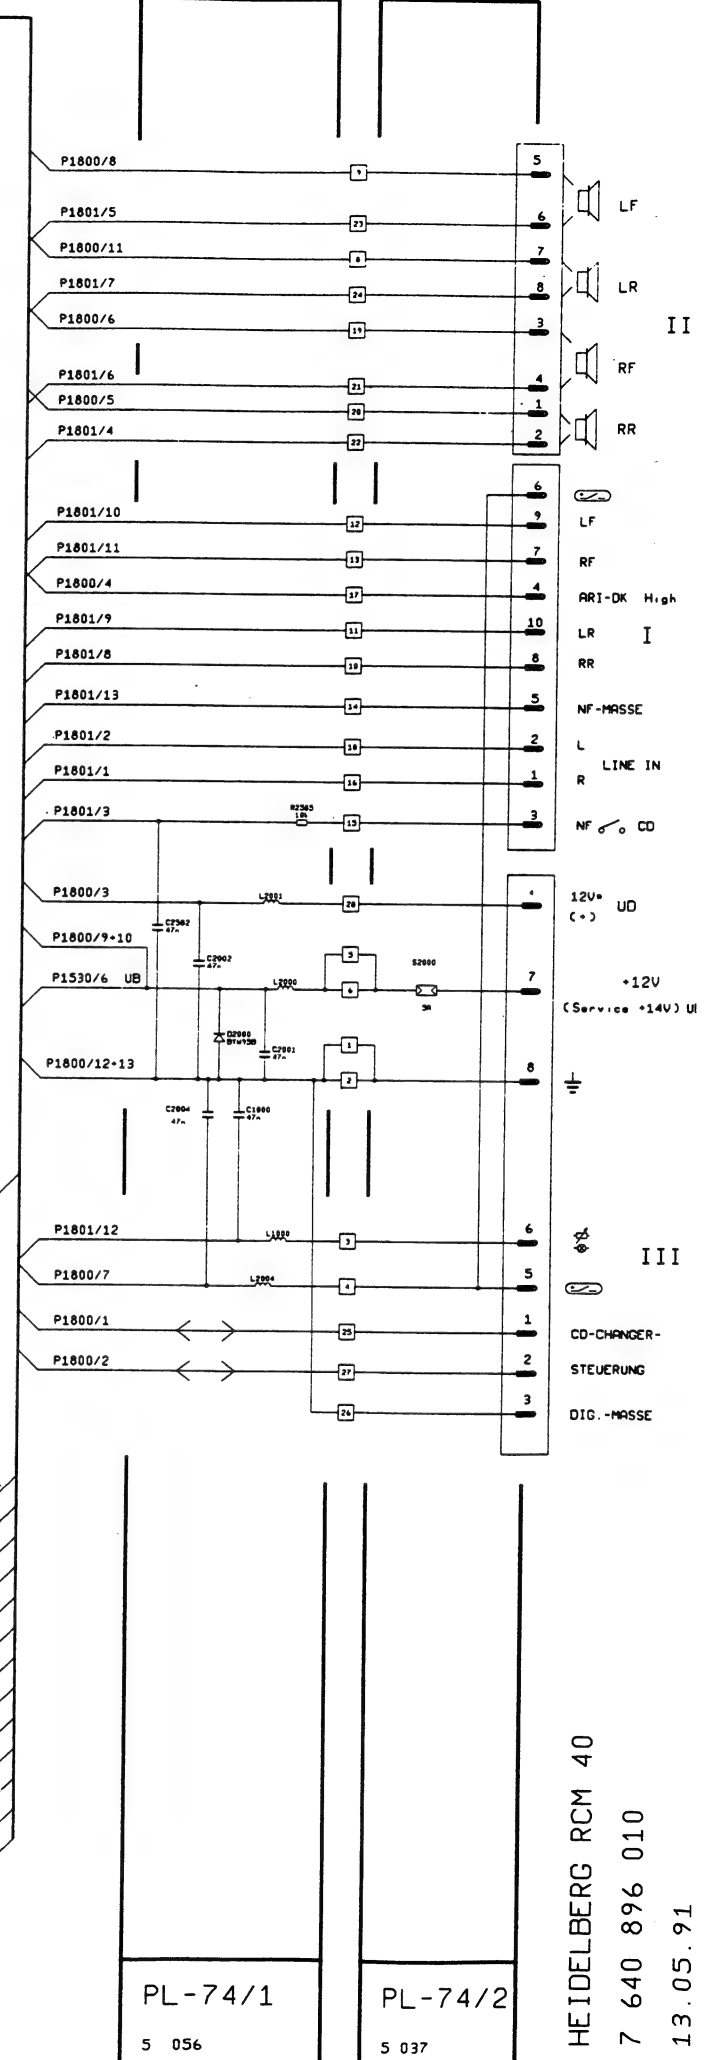 P1800/8 9 5
P1801/5 23 6 LF
P1800/11 8 7
P1801/7 24 8 LR
P1800/6 19 3 II
P1801/6 21 4 RF
P1800/5 20 1
P1801/4 22 2 RR
6
P1801/10 12 9 LF
P1801/11 13 7 RF
P1800/4 17 4 ARI-DK High
P1801/9 11 10 LR I
P1801/8 10 8 RR
P1801/13 14 5 NF-MASSE
P1801/2 18 2 L
LINE IN
P1801/1 16 1 R
P1801/3 R2565 15 3 NF CD
P1800/3 L2001 28 4 12V UD
(+)
C2502 47n
P1800/9+10 C2002 47n 5 S2000
P1530/6 UB L2000 6 5A 7 +12V
(Service +14V) U
D2000
C2001 47n 1
P1800/12+13 2 8
C2004 47n C1000 47n
P1801/12 L1000 3 6
III
P1800/7 L2004 4 5
P1800/1 25 1 CD-CHANGER-
P1800/2 27 2 STEUERUNG
26 3 DIG.-MASSE
PL-74/1
5 056
PL-74/2
5 037
HEIDELBERG RCM 40
7 640 896 010
13.05.91